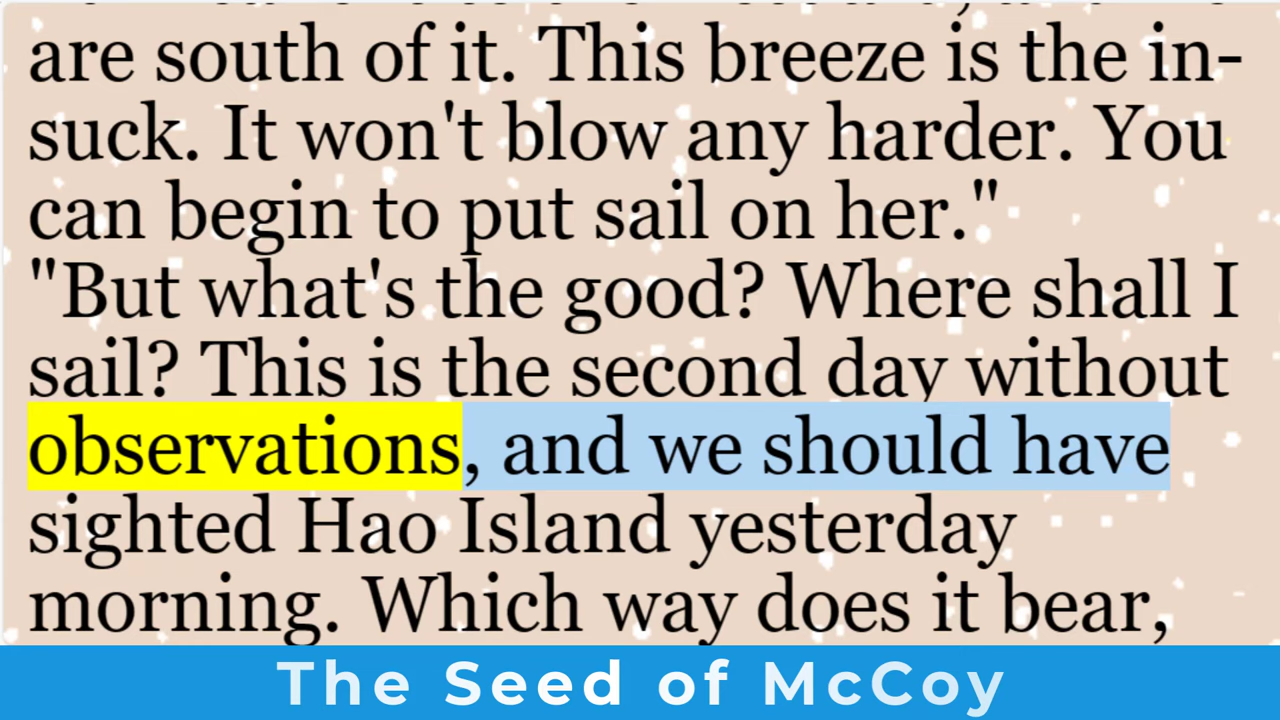 are south of it. This breeze is the in-
suck. It won't blow any harder. You
can begin to put sail on her."
"But what's the good? Where shall I
sail? This is the second day without
observations, and we should have
sighted Hao Island yesterday
morning. Which way does it bear,
The Seed of McCoy